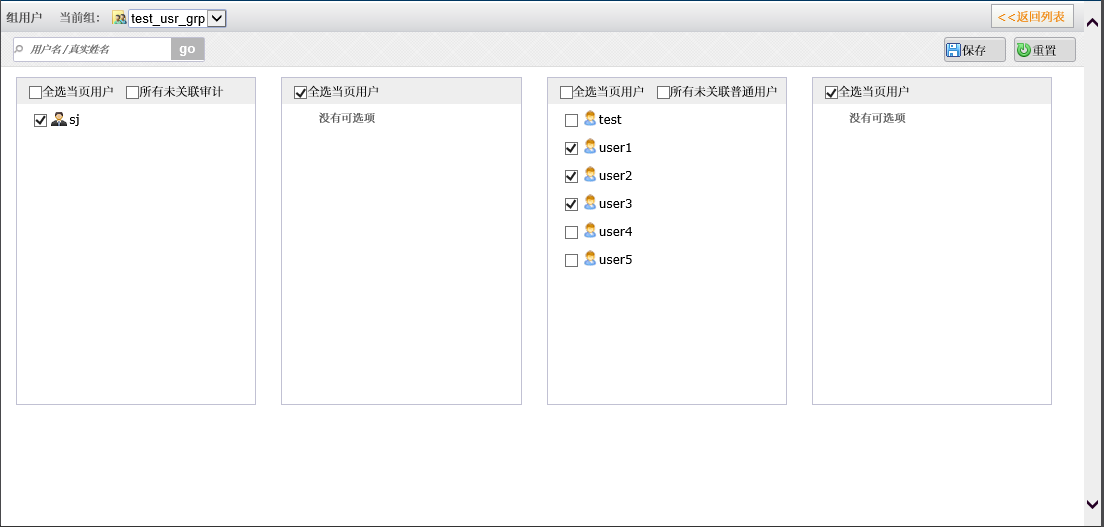 组用户 当前组： test_usr_grp <<返回列表
用户名 / 真实姓名 go 保存 重置
全选当页用户 所有未关联审计
sj
全选当页用户
没有可选项
全选当页用户 所有未关联普通用户
test
user1
user2
user3
user4
user5
全选当页用户
没有可选项